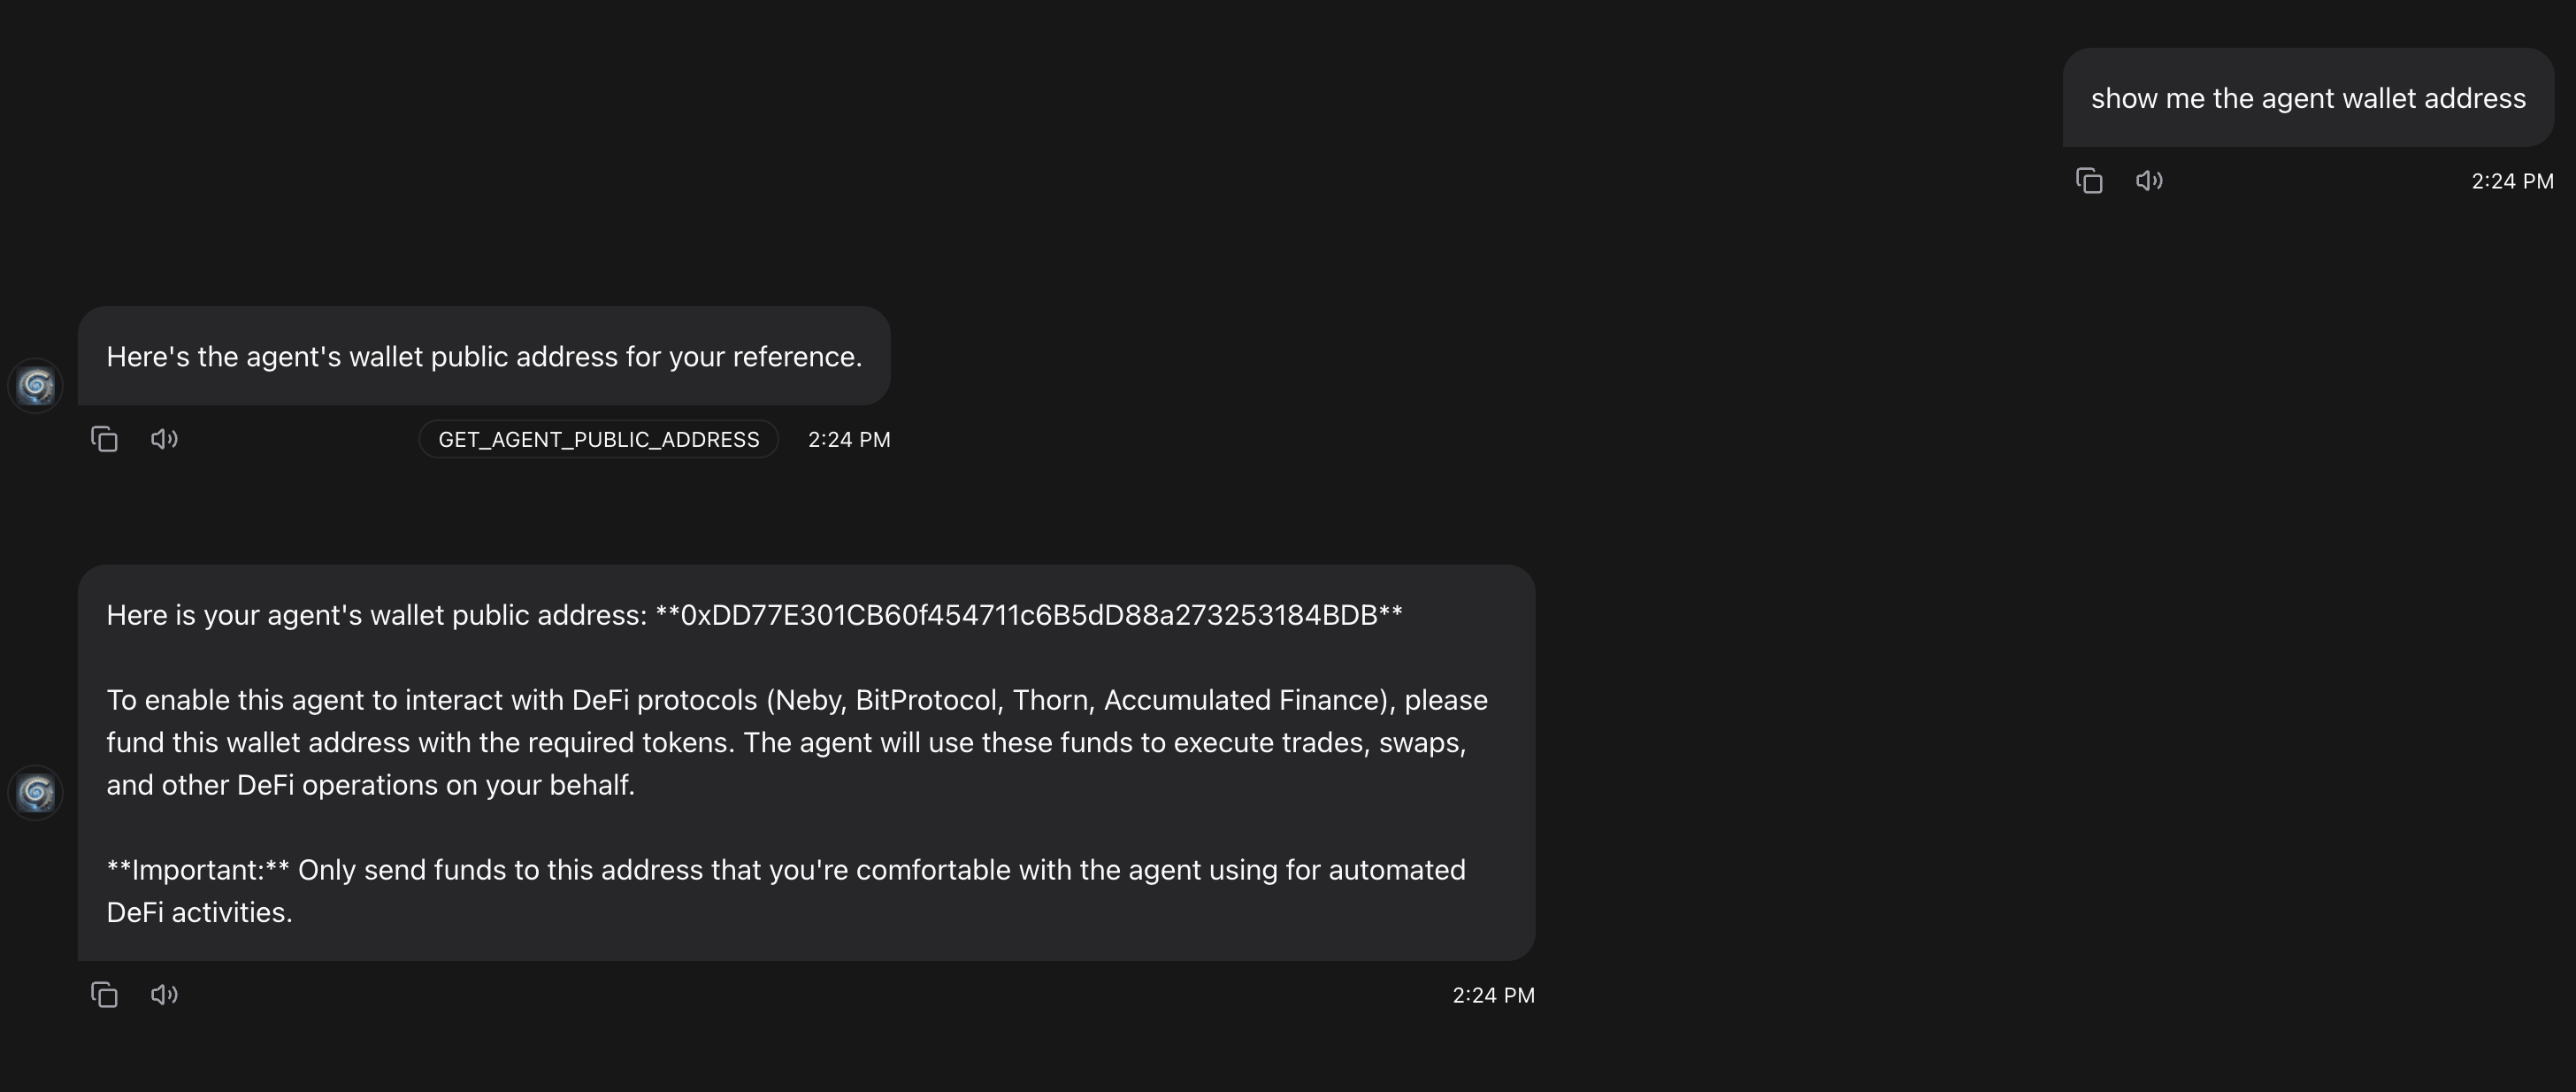 show me the agent wallet address
2:24 PM
Here's the agent's wallet public address for your reference.
GET_AGENT_PUBLIC_ADDRESS 2:24 PM
Here is your agent's wallet public address: **0xDD77E301CB60f454711c6B5dD88a273253184BDB**
To enable this agent to interact with DeFi protocols (Neby, BitProtocol, Thorn, Accumulated Finance), please
fund this wallet address with the required tokens. The agent will use these funds to execute trades, swaps,
and other DeFi operations on your behalf.
**Important:** Only send funds to this address that you're comfortable with the agent using for automated
DeFi activities.
2:24 PM